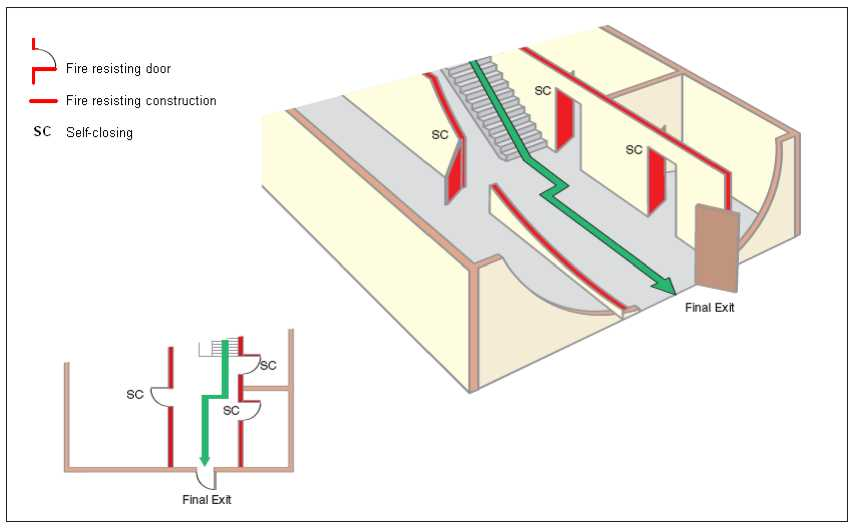 Fire resisting door
Fire resisting construction
SC Self-closing
SC
SC
SC
Final Exit
SC
SC
SC
Final Exit